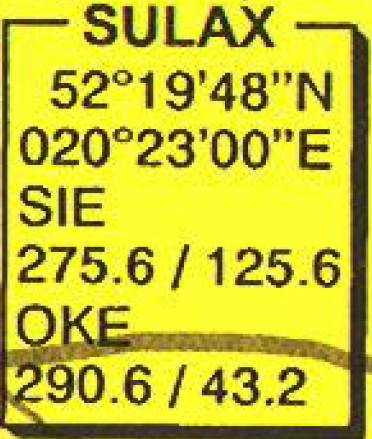 SULAX
52°19'48"N
020°23'00"E
SIE
275.6 / 125.6
OKE
290.6 / 43.2